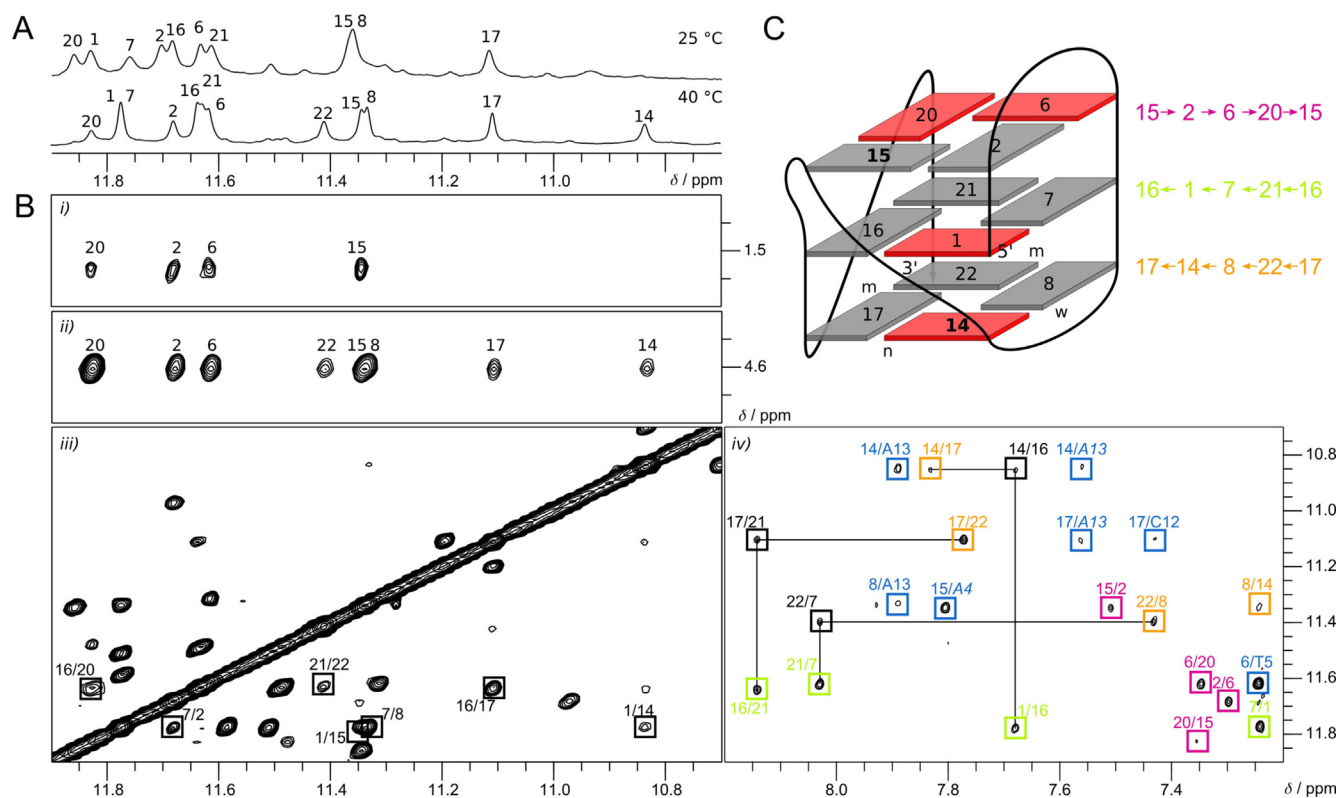 A
20 1 7 2 16 6 21 15 8 17 25 °C
1 7 20 2 16 21 6 22 15 8 17 14 40 °C
11.8 11.6 11.4 11.2 11.0 10.8 δ / ppm
B
i)
20 2 6 15
1.5
ii)
20 2 6 22 15 8 17 14
4.6
δ / ppm
iii)
16/20 21/22 16/17
7/2 1/15 7/8 1/14
11.8 11.6 11.4 11.2 11.0 10.8
C
20 6
15 2
21 7
16 1
3' 5' m
m 22 8
17 14 w
n
15→2→6→20→15
16←1←7←21←16
17←14←8←22←17
iv)
14/A13 14/17 14/16 14/A13 10.8
17/21 17/22 17/A13 17/C12 11.0
11.2
8/A13 15/A4 15/2 22/8 8/14
22/7 11.4
21/7 6/20 2/6 6/T5 11.6
16/21 1/16 20/15 7/1
11.8
8.0 7.8 7.6 7.4 δ / ppm